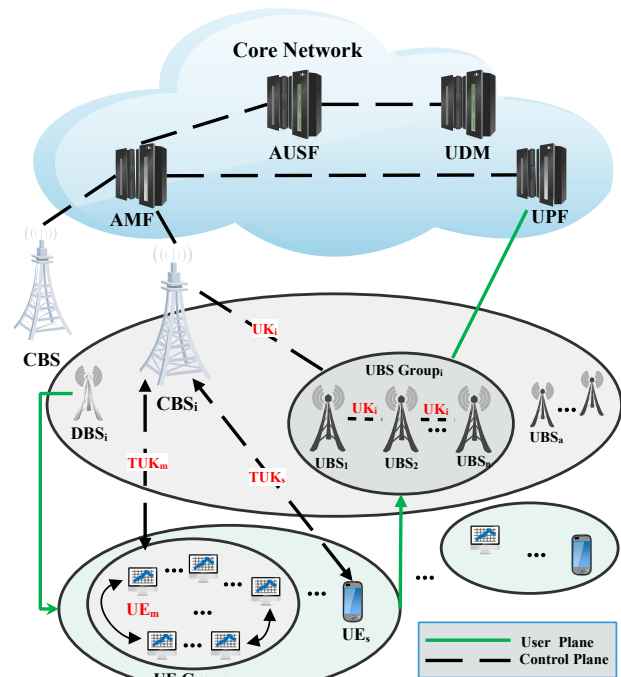 Core Network
AUSF
UDM
AMF
UPF
CBS
CBSᵢ
UKᵢ
UBS Groupᵢ
DBSᵢ
UKᵢ
UKᵢ
...
UBS₁
UBS₂
UBSₙ
...
UBSₐ
TUKₘ
TUKₛ
...
...
...
...
...
...
...
UEₘ
...
UEₛ
User Plane
Control Plane